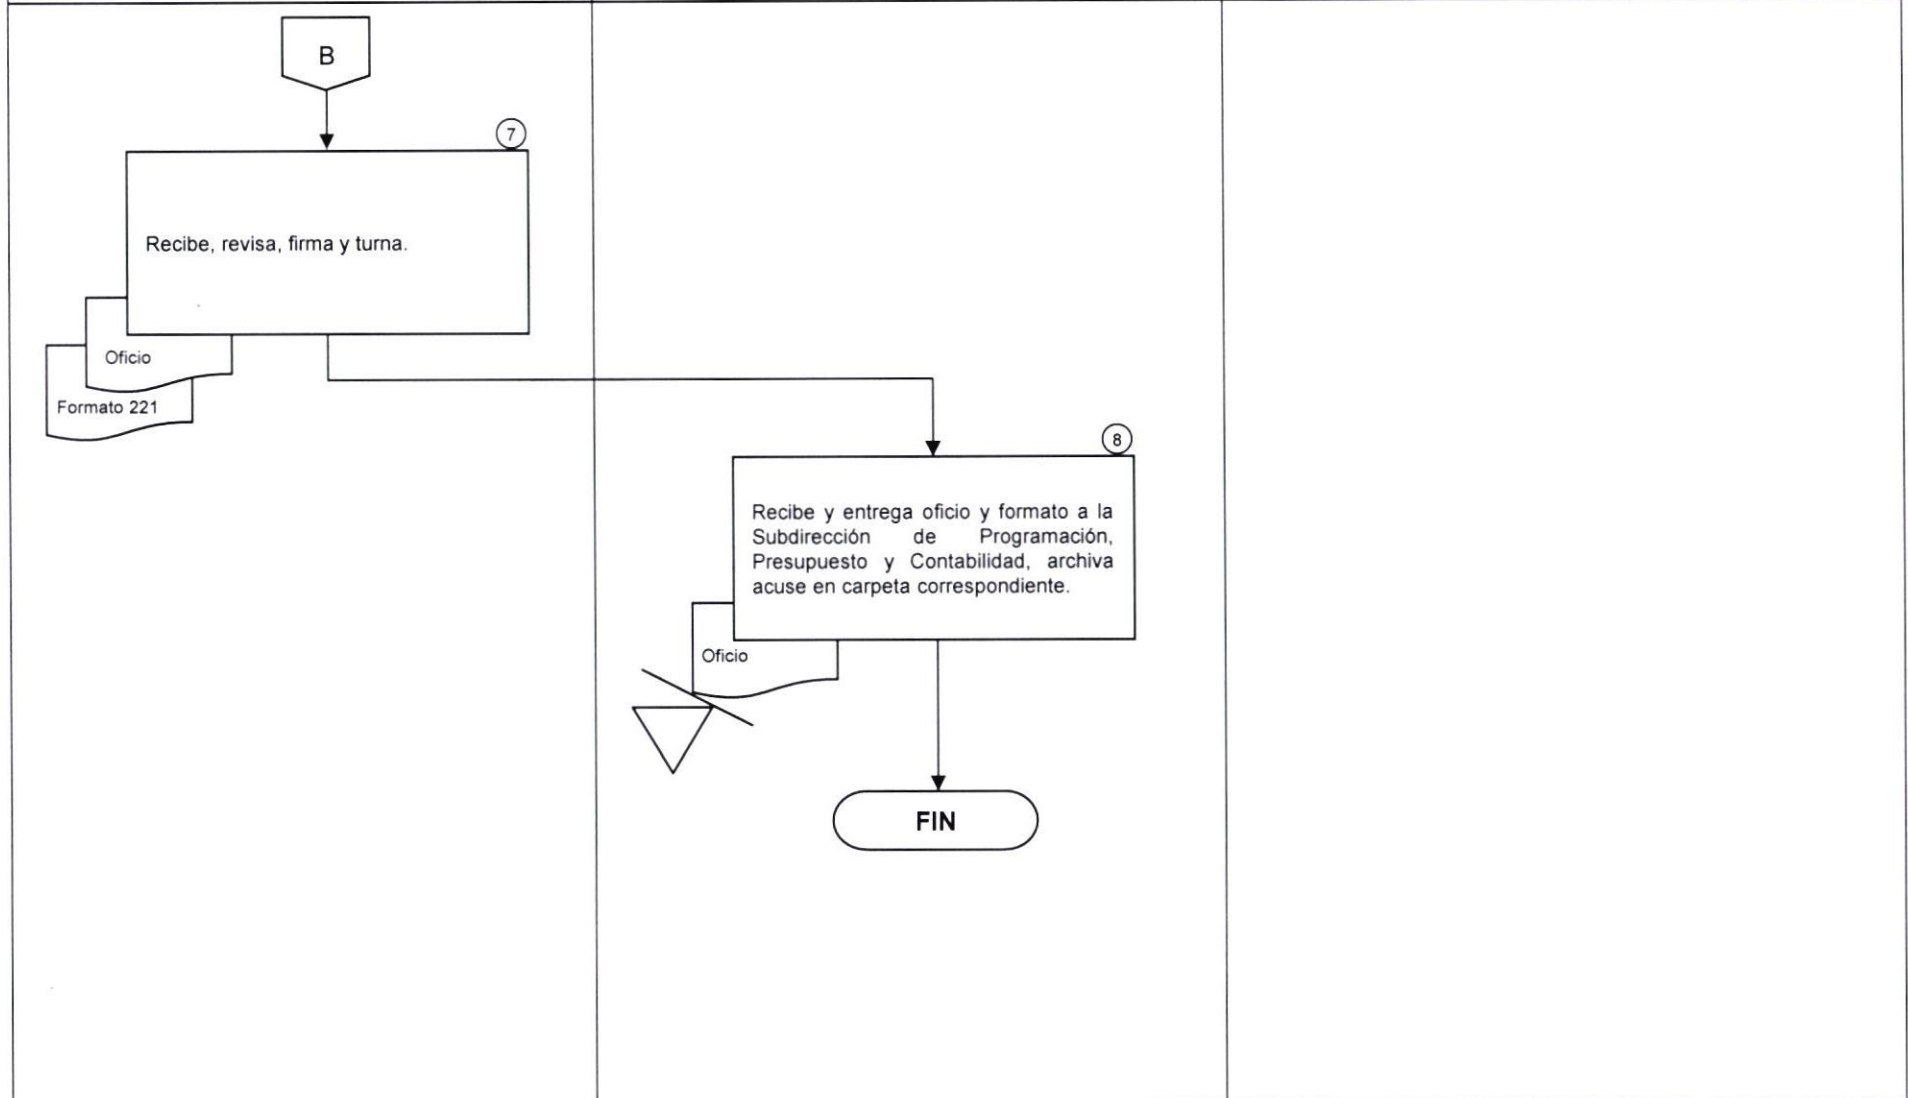 B
7
Recibe, revisa, firma y turna.
Oficio
Formato 221
8
Recibe y entrega oficio y formato a la
Subdirección de Programación,
Presupuesto y Contabilidad, archiva
acuse en carpeta correspondiente.
Oficio
FIN